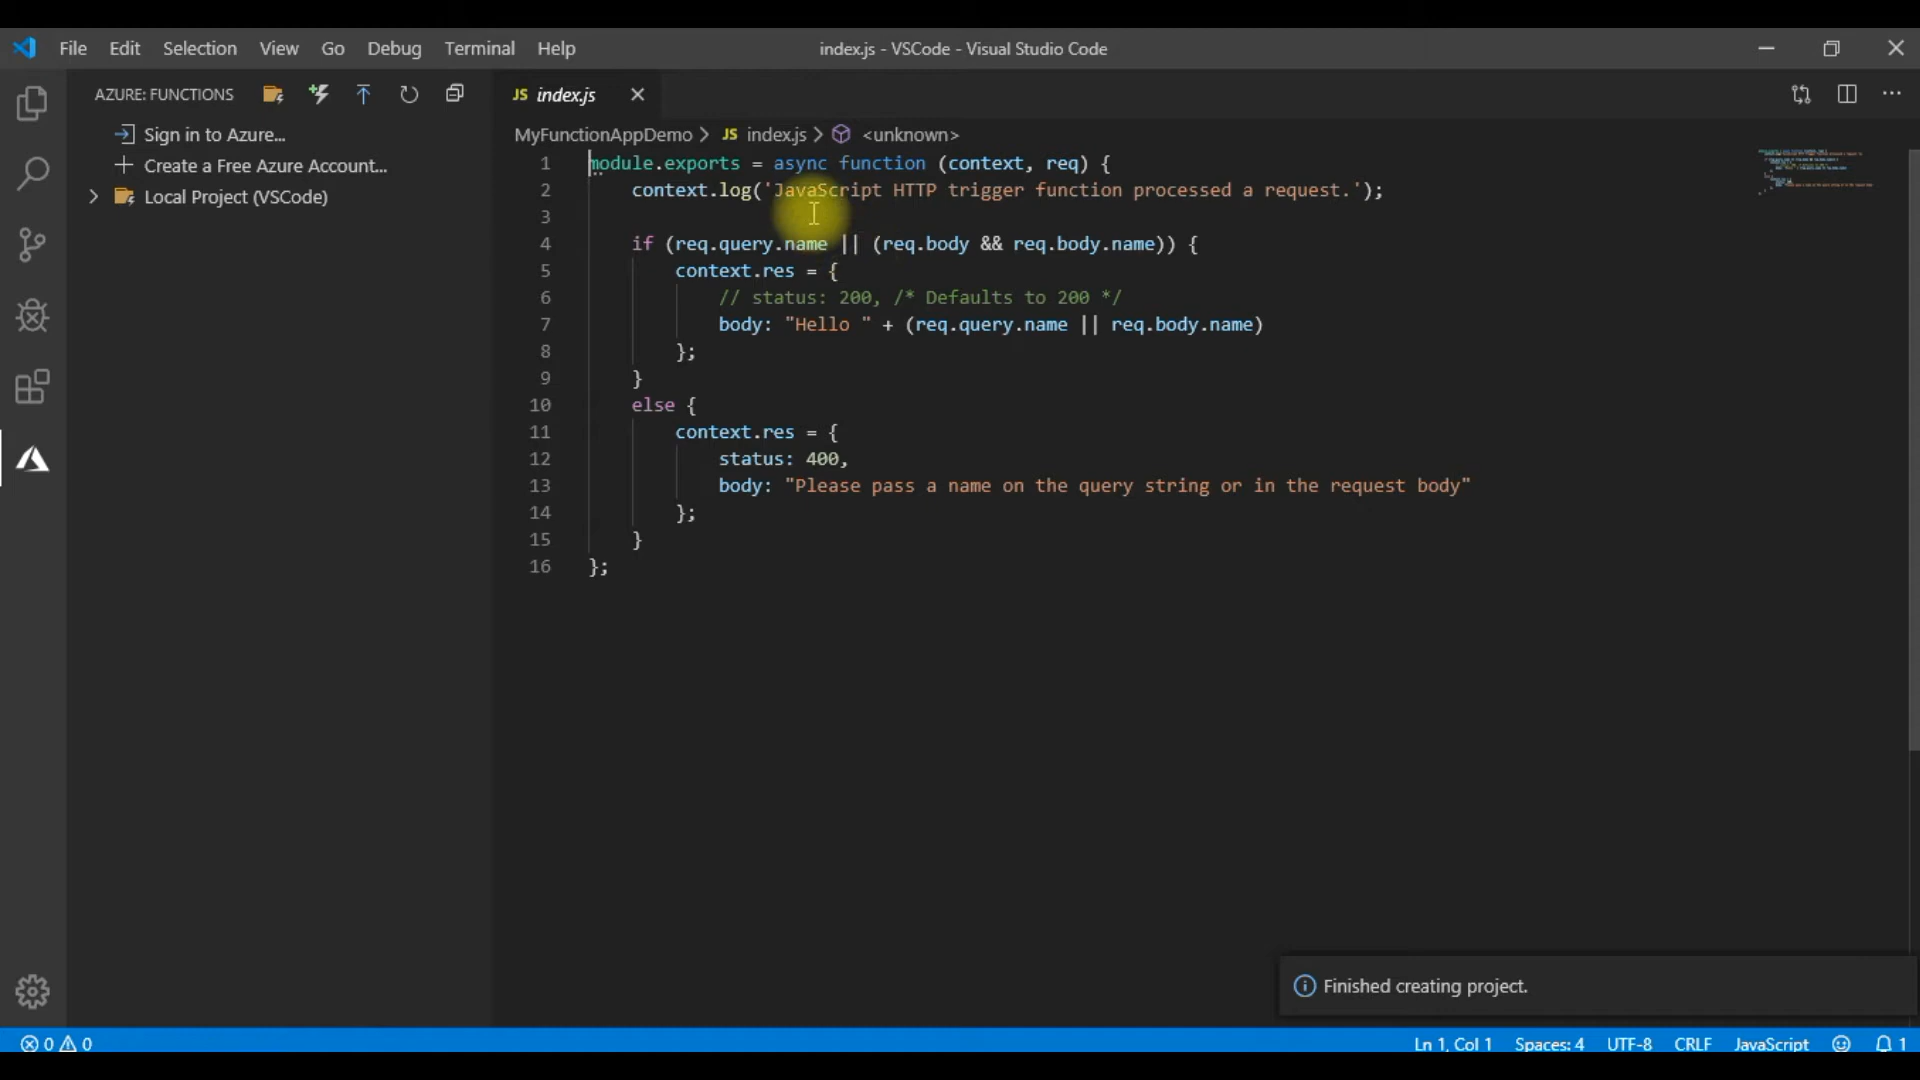 File Edit Selection View Go Debug Terminal Help
index.js - VSCode - Visual Studio Code
AZURE: FUNCTIONS
Sign in to Azure...
Create a Free Azure Account...
Local Project (VSCode)
JS index.js
MyFunctionAppDemo > JS index.js > <unknown>
1 module.exports = async function (context, req) {
2     context.log('JavaScript HTTP trigger function processed a request.');
3
4     if (req.query.name || (req.body && req.body.name)) {
5         context.res = {
6             // status: 200, /* Defaults to 200 */
7             body: "Hello " + (req.query.name || req.body.name)
8         };
9     }
10     else {
11         context.res = {
12             status: 400,
13             body: "Please pass a name on the query string or in the request body"
14         };
15     }
16 };
Finished creating project.
0 0
Ln 1, Col 1 Spaces: 4 UTF-8 CRLF JavaScript 1